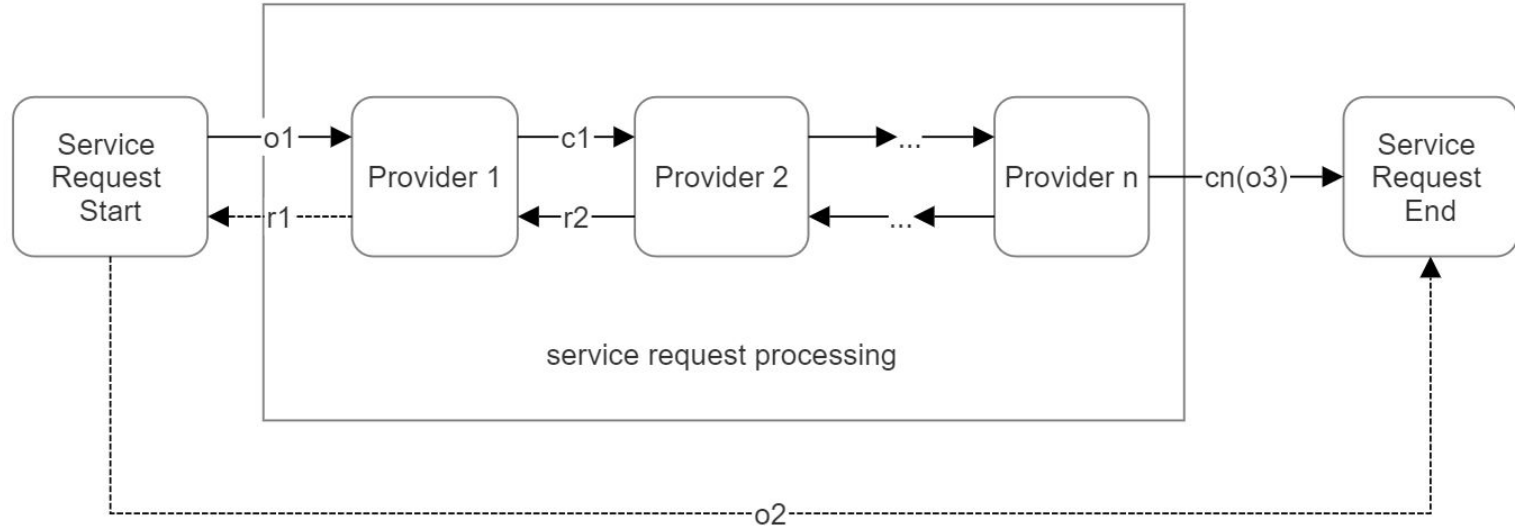 Service
Request
Start
o1
r1
Provider 1
c1
r2
Provider 2
...
...
Provider n
cn(o3)
Service
Request
End
service request processing
o2